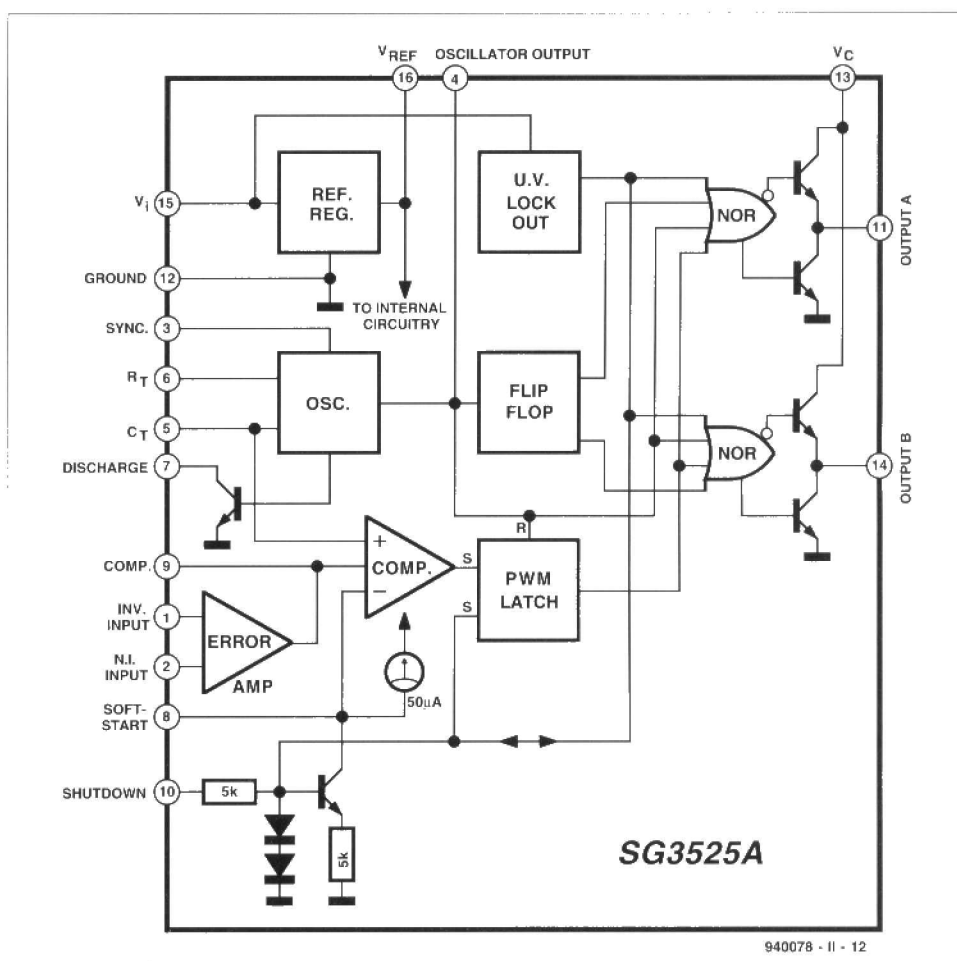 VREF
OSCILLATOR OUTPUT
VC
16
4
13
REF.
REG.
U.V.
LOCK
OUT
Vi
15
NOR
11
OUTPUT A
GROUND
12
TO INTERNAL
CIRCUITRY
SYNC.
3
RT
6
OSC.
FLIP
FLOP
CT
5
NOR
14
OUTPUT B
DISCHARGE
7
R
+
COMP.
−
S
S
PWM
LATCH
COMP.
9
INV.
INPUT
1
ERROR
AMP
N.I.
INPUT
2
50µA
SOFT-
START
8
SHUTDOWN
10
5k
5k
SG3525A
940078 - II - 12